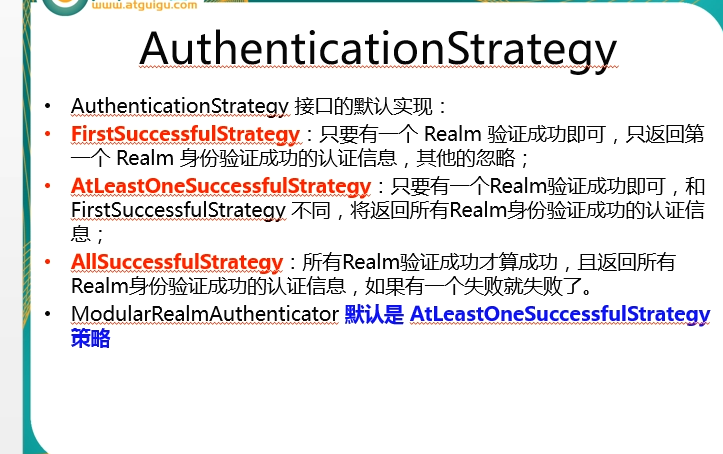 www.atguigu.com
AuthenticationStrategy
• AuthenticationStrategy 接口的默认实现：
• FirstSuccessfulStrategy：只要有一个 Realm 验证成功即可，只返回第
一个 Realm 身份验证成功的认证信息，其他的忽略；
• AtLeastOneSuccessfulStrategy：只要有一个Realm验证成功即可，和
FirstSuccessfulStrategy 不同，将返回所有Realm身份验证成功的认证信
息；
• AllSuccessfulStrategy：所有Realm验证成功才算成功，且返回所有
Realm身份验证成功的认证信息，如果有一个失败就失败了。
• ModularRealmAuthenticator 默认是 AtLeastOneSuccessfulStrategy
策略